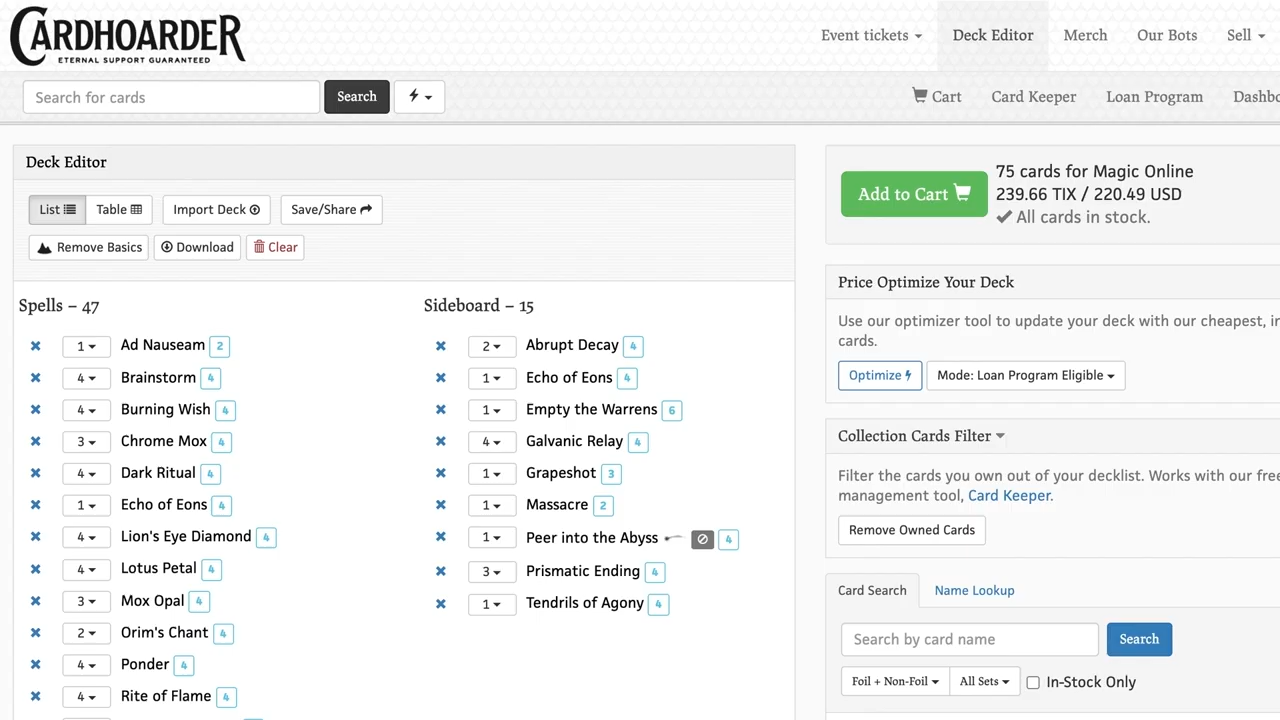 CARDHOARDER
ETERNAL SUPPORT GUARANTEED
Event tickets
Deck Editor
Merch
Our Bots
Sell
Search for cards
Search
Cart
Card Keeper
Loan Program
Dashbo
Deck Editor
List
Table
Import Deck
Save/Share
Remove Basics
Download
Clear
Spells – 47
1 Ad Nauseam 2
4 Brainstorm 4
4 Burning Wish 4
3 Chrome Mox 4
4 Dark Ritual 4
1 Echo of Eons 4
4 Lion's Eye Diamond 4
4 Lotus Petal 4
3 Mox Opal 4
2 Orim's Chant 4
4 Ponder 4
4 Rite of Flame 4
Sideboard – 15
2 Abrupt Decay 4
1 Echo of Eons 4
1 Empty the Warrens 6
4 Galvanic Relay 4
1 Grapeshot 3
1 Massacre 2
1 Peer into the Abyss 4
3 Prismatic Ending 4
1 Tendrils of Agony 4
Add to Cart
75 cards for Magic Online
239.66 TIX / 220.49 USD
All cards in stock.
Price Optimize Your Deck
Use our optimizer tool to update your deck with our cheapest, in
cards.
Optimize
Mode: Loan Program Eligible
Collection Cards Filter
Filter the cards you own out of your decklist. Works with our free
management tool, Card Keeper.
Remove Owned Cards
Card Search
Name Lookup
Search by card name
Search
Foil + Non-Foil
All Sets
In-Stock Only